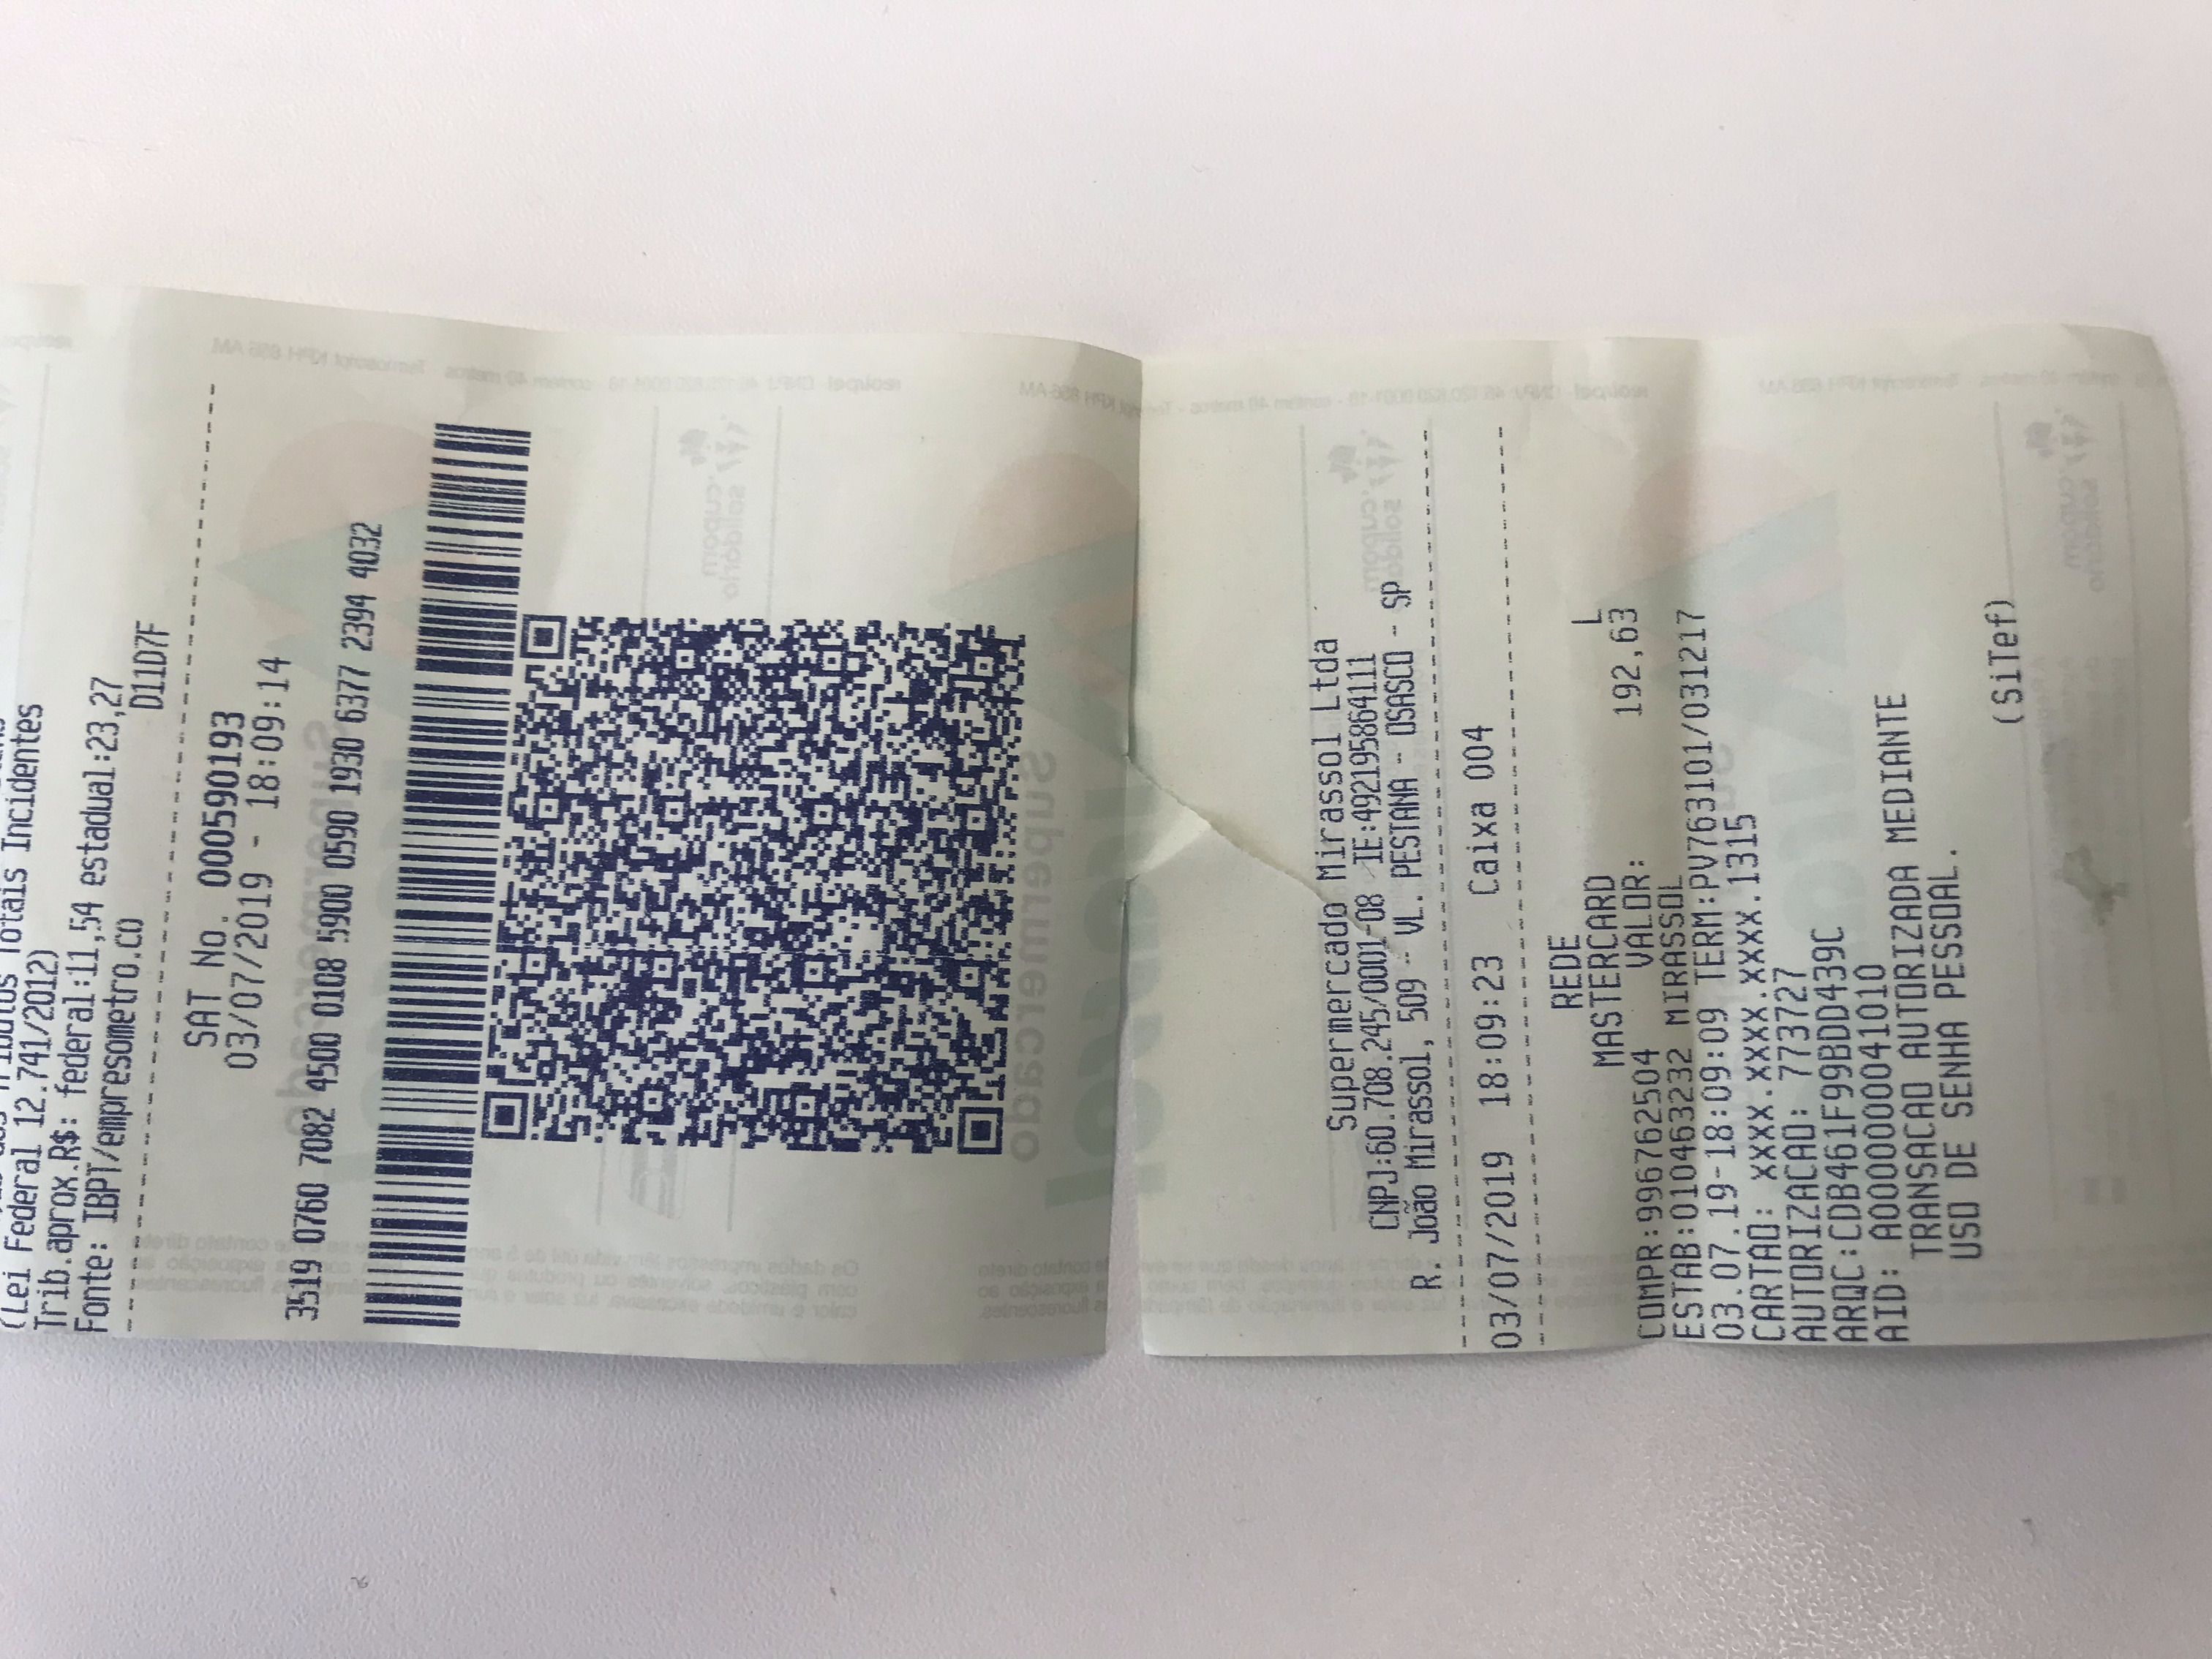 Totais Incidentes
(Lei Federal 12.741/2012)
Trib.aprox.R$: federal:11,54 estadual:23,27
Fonte: IBPT/empresometro.co D11D7F
SAT No. 000590193
03/07/2019 - 18:09:14
3519 0760 7082 4500 0108 5900 0590 1930 6377 2394 4032
Supermercado
Supermercado Mirassol Ltda
CNPJ:60.708.245/0001-08 IE:492195864111
R. João Mirassol, 509 - VL. PESTANA - OSASCO - SP
03/07/2019 18:09:23 Caixa 004
REDE
MASTERCARD L
COMPR:996762504 VALOR: 192,63
ESTAB:010463232 MIRASSOL
03.07.19-18:09:09 TERM:PV763101/031217
CARTAO: xxxx.xxxx.xxxx.1315
AUTORIZACAO: 773727
ARQC:CDB461F99BDD439C
AID: A0000000041010
TRANSACAO AUTORIZADA MEDIANTE
USO DE SENHA PESSOAL.
(SiTef)